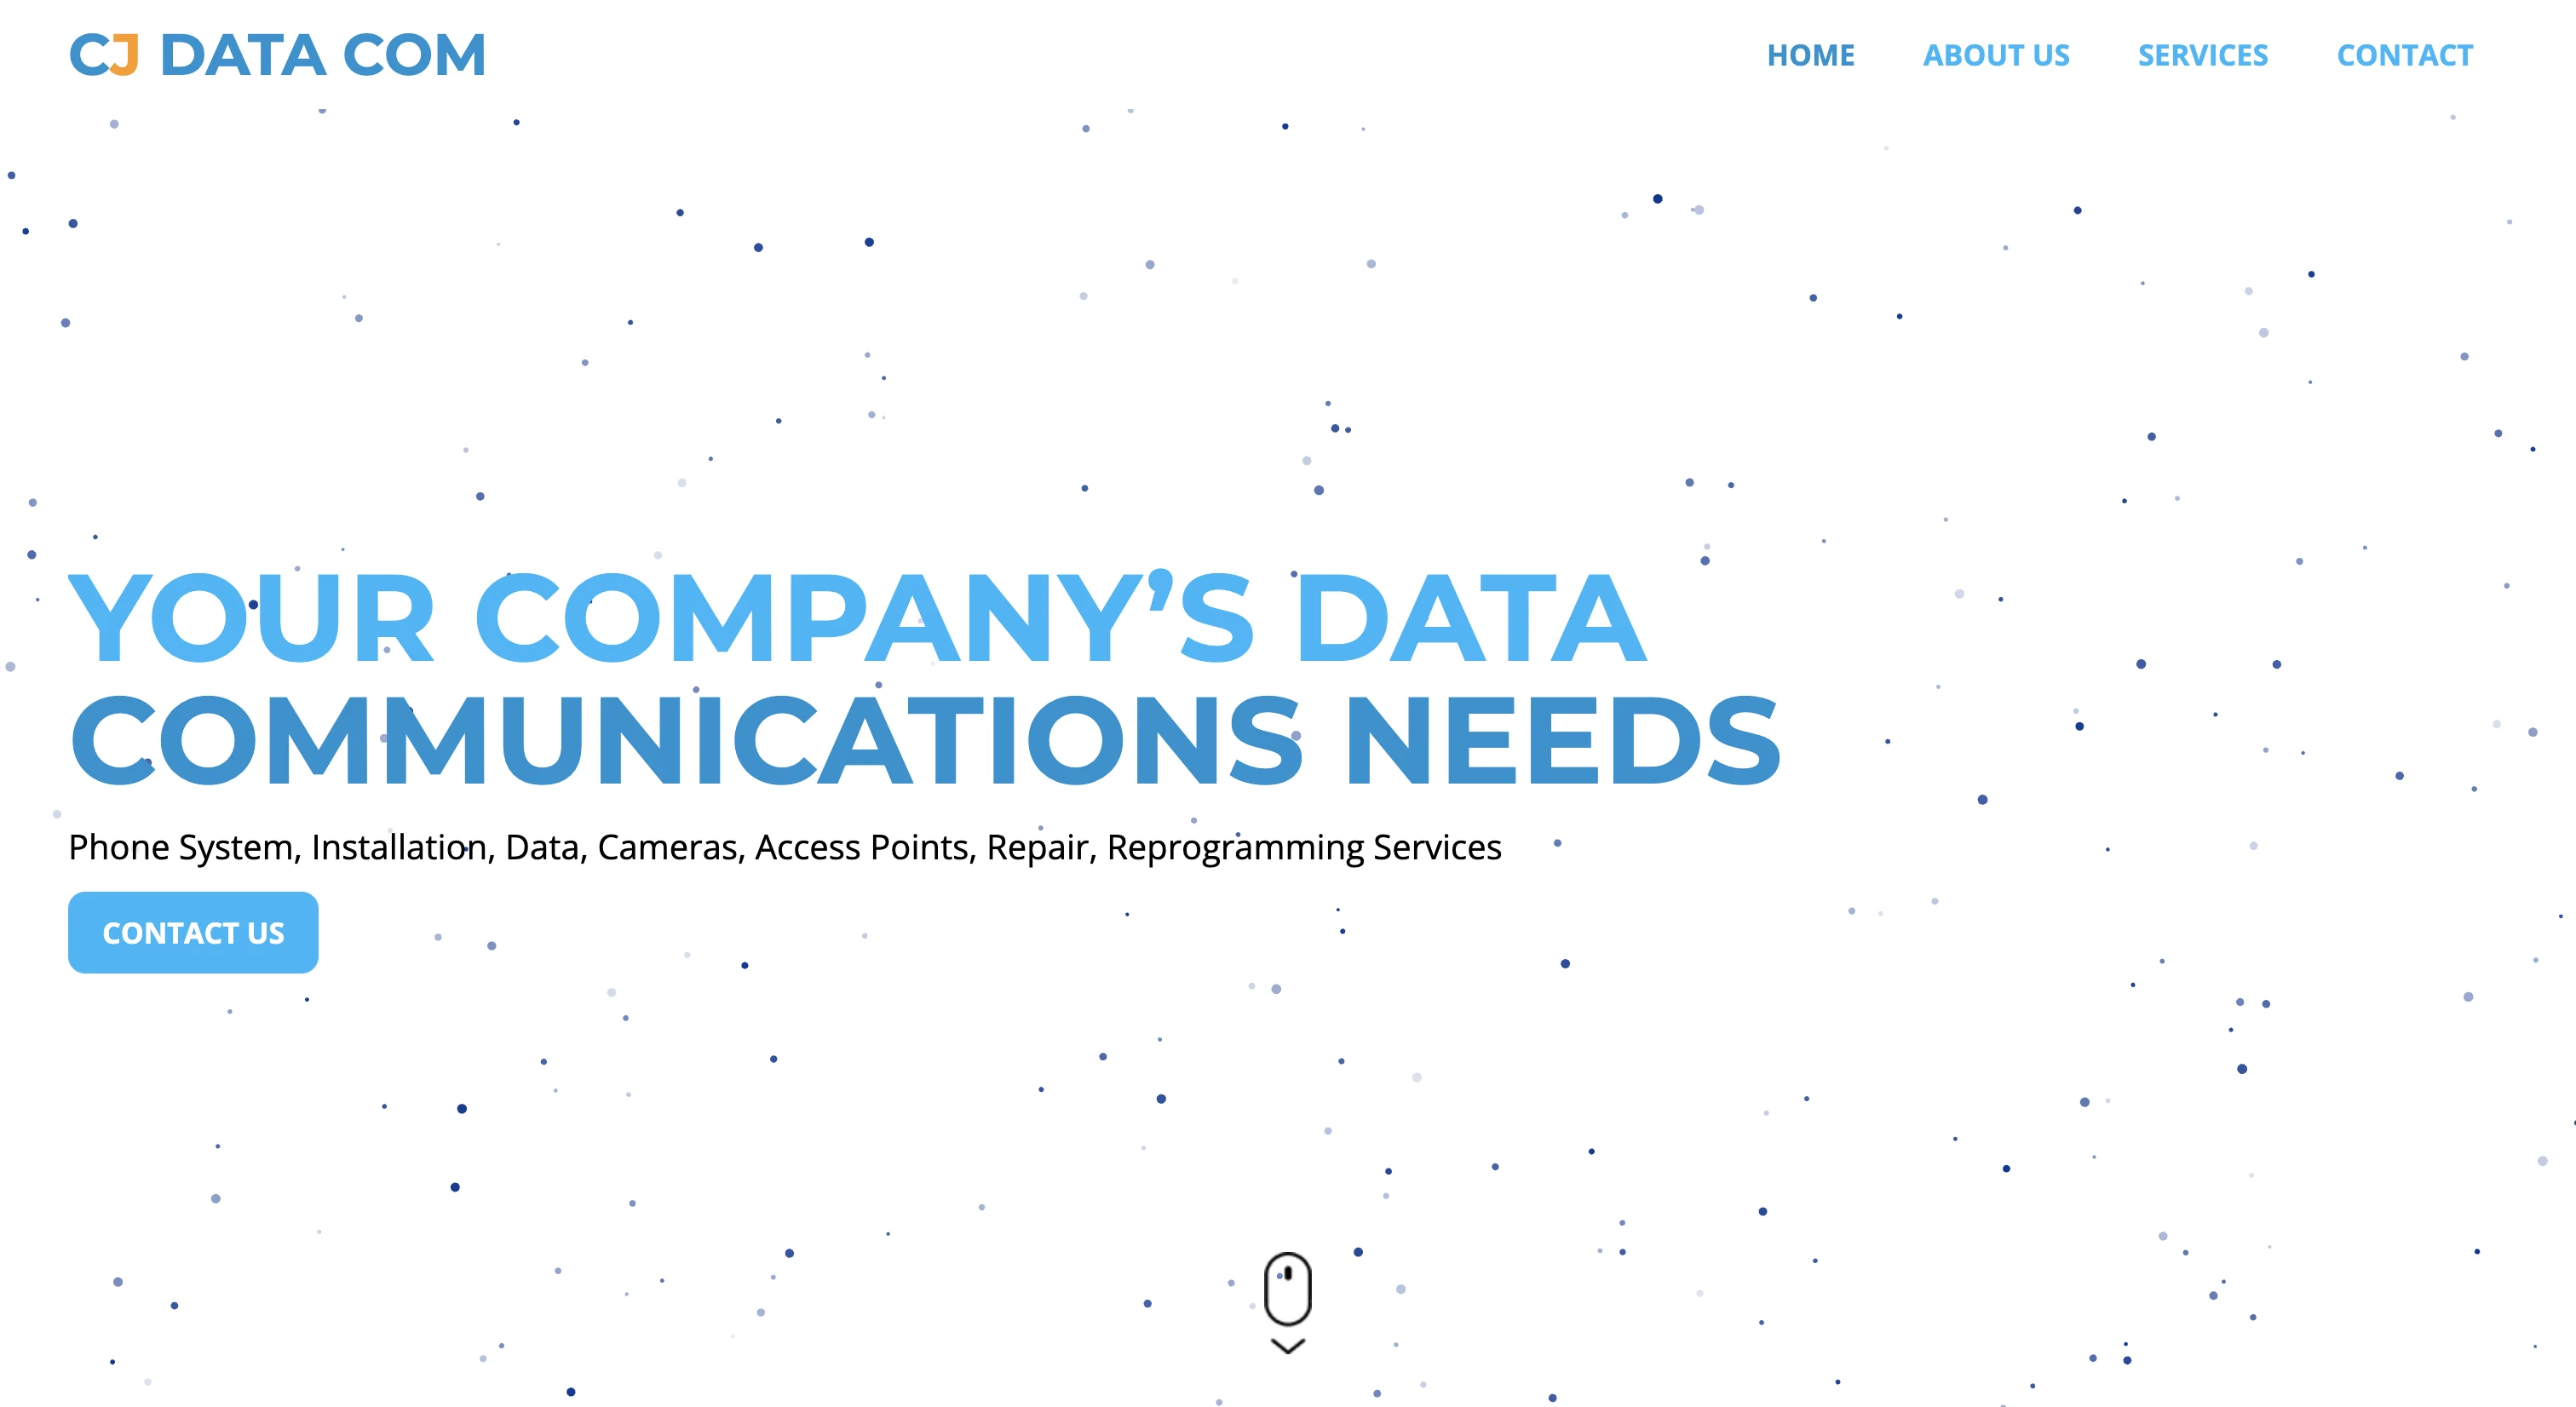 CJ DATA COM
HOME ABOUT US SERVICES CONTACT
YOUR COMPANY’S DATA
COMMUNICATIONS NEEDS
Phone System, Installation, Data, Cameras, Access Points, Repair, Reprogramming Services
CONTACT US